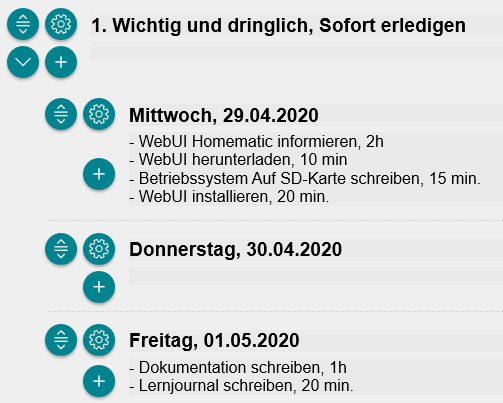 1. Wichtig und dringlich, Sofort erledigen
Mittwoch, 29.04.2020
- WebUI Homematic informieren, 2h
- WebUI herunterladen, 10 min
- Betriebssystem Auf SD-Karte schreiben, 15 min.
- WebUI installieren, 20 min.
Donnerstag, 30.04.2020
Freitag, 01.05.2020
- Dokumentation schreiben, 1h
- Lernjournal schreiben, 20 min.